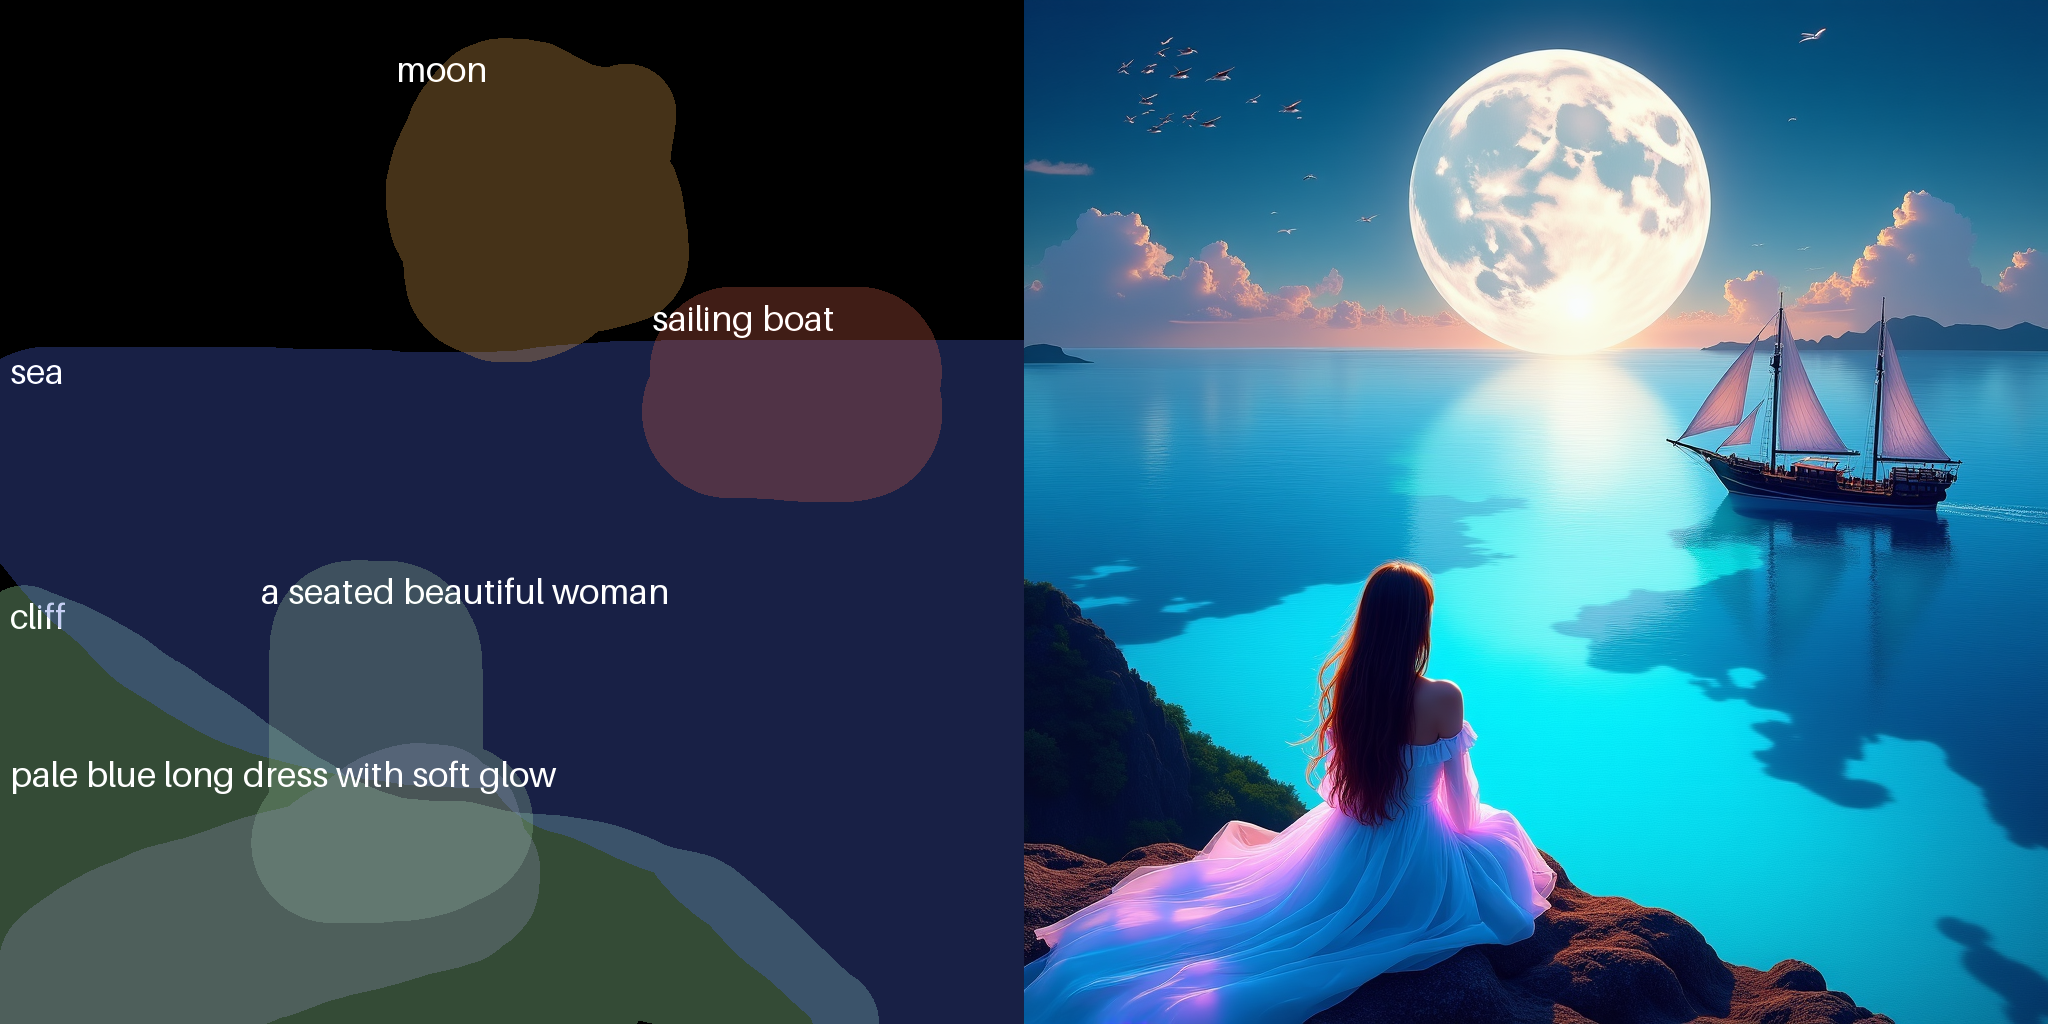 moon
sailing boat
sea
a seated beautiful woman
cliff
pale blue long dress with soft glow